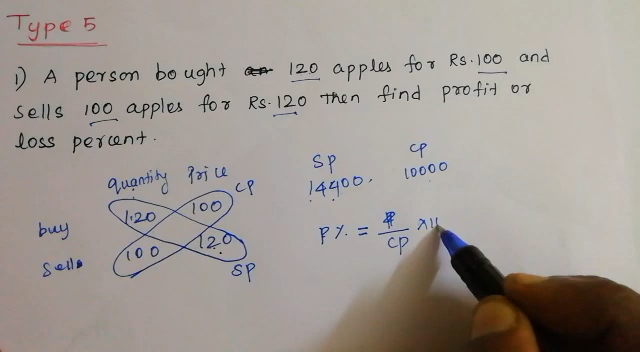 Type 5
1) A person bought 120 apples for Rs.100 and
sells 100 apples for Rs.120 then find profit or
loss percent.
quantity Price CP
buy 120 100
sells 100 120
SP
SP CP
14400. 10000
P%. = P/CP ×